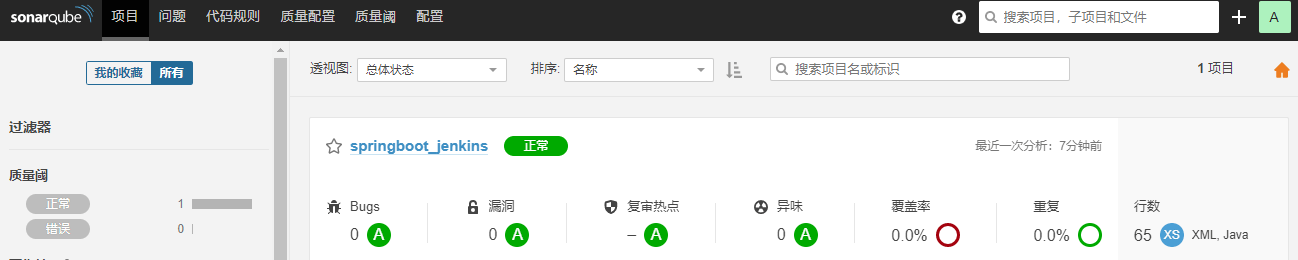 sonarqube 项目 问题 代码规则 质量配置 质量阈 配置 ? 搜索项目，子项目和文件 A
我的收藏 所有 透视图: 总体状态 排序: 名称 搜索项目名或标识 1 项目
过滤器
springboot_jenkins 正常 最近一次分析：7分钟前
质量阈
正常 1
错误 0
Bugs 漏洞 复审热点 异味 覆盖率 重复 行数
0 A 0 A – A 0 A 0.0% 0.0% 65 XS XML, Java